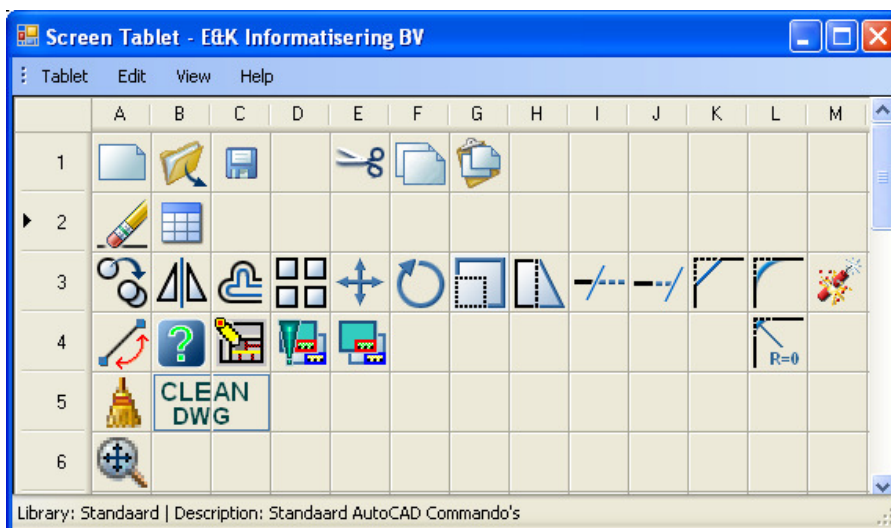 Screen Tablet - E&K Informatisering BV
Tablet Edit View Help
A B C D E F G H I J K L M
1
2
3
4
?
R=0
5
CLEAN
DWG
6
Library: Standaard | Description: Standaard AutoCAD Commando's